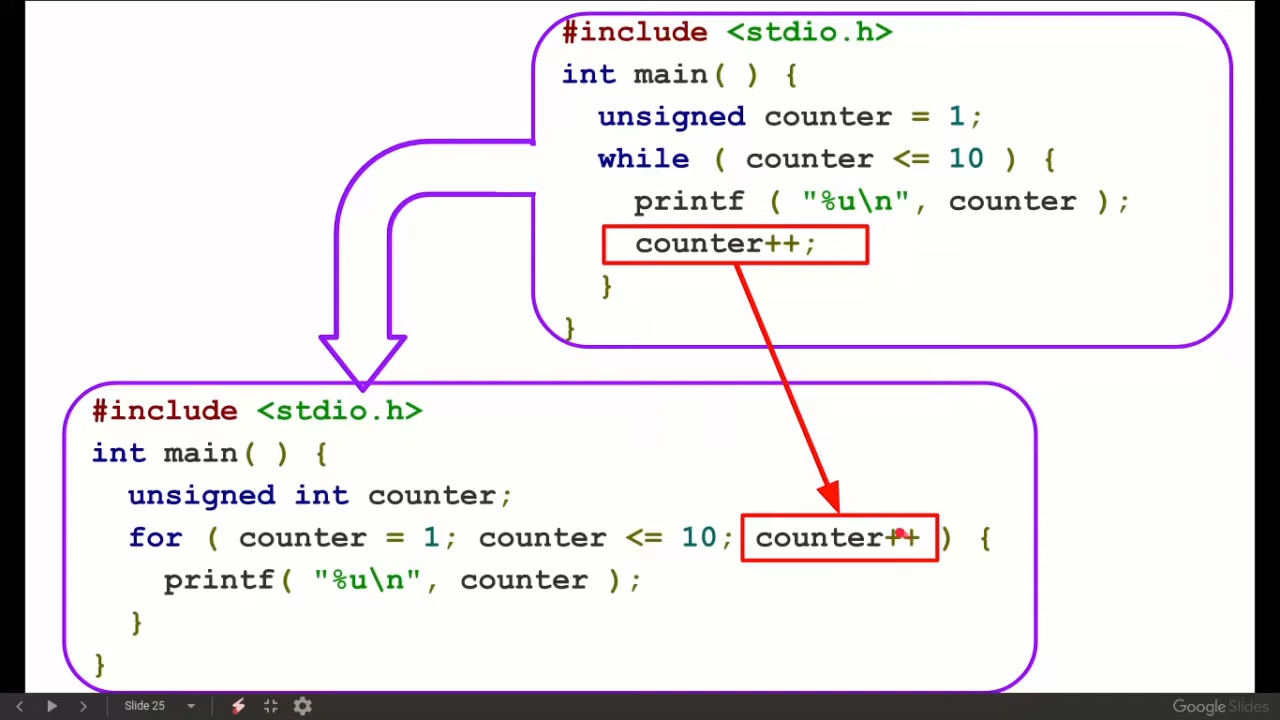 #include <stdio.h>
int main( ) {
unsigned counter = 1;
while ( counter <= 10 ) {
printf ( "%u\n", counter );
counter++;
}
}
#include <stdio.h>
int main( ) {
unsigned int counter;
for ( counter = 1; counter <= 10; counter++ ) {
printf( "%u\n", counter );
}
}
Slide 25
Google Slides